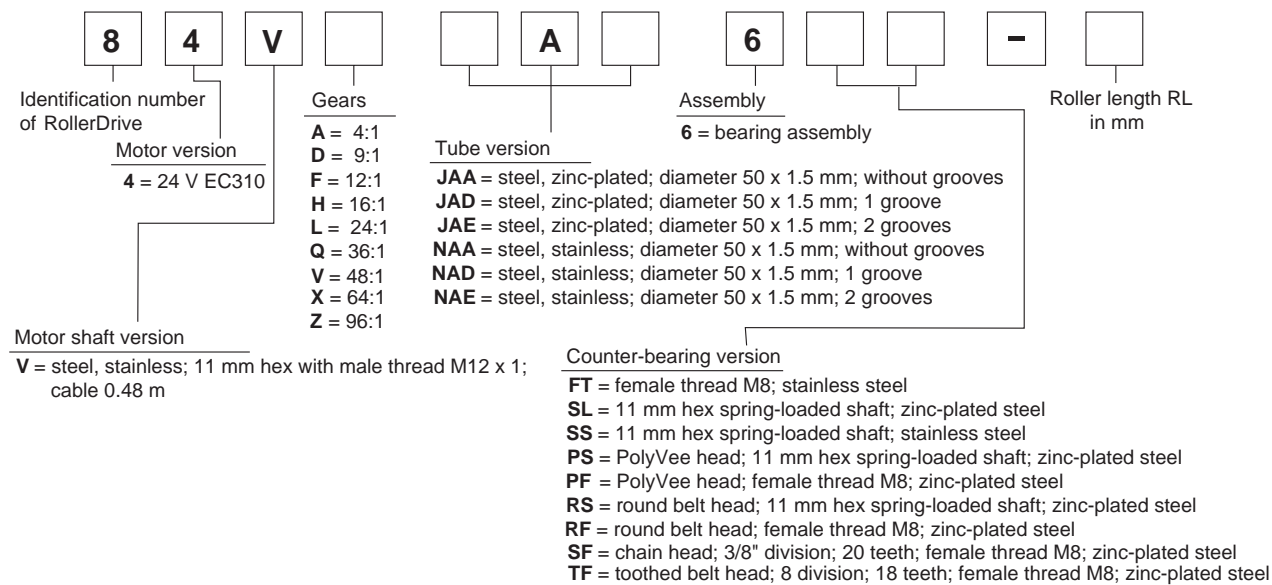 8 4 V A 6 –
Identification number
of RollerDrive
Motor version
4 = 24 V EC310
Motor shaft version
V = steel, stainless; 11 mm hex with male thread M12 x 1;
cable 0.48 m
Gears
A = 4:1
D = 9:1
F = 12:1
H = 16:1
L = 24:1
Q = 36:1
V = 48:1
X = 64:1
Z = 96:1
Tube version
JAA = steel, zinc-plated; diameter 50 x 1.5 mm; without grooves
JAD = steel, zinc-plated; diameter 50 x 1.5 mm; 1 groove
JAE = steel, zinc-plated; diameter 50 x 1.5 mm; 2 grooves
NAA = steel, stainless; diameter 50 x 1.5 mm; without grooves
NAD = steel, stainless; diameter 50 x 1.5 mm; 1 groove
NAE = steel, stainless; diameter 50 x 1.5 mm; 2 grooves
Assembly
6 = bearing assembly
Counter-bearing version
FT = female thread M8; stainless steel
SL = 11 mm hex spring-loaded shaft; zinc-plated steel
SS = 11 mm hex spring-loaded shaft; stainless steel
PS = PolyVee head; 11 mm hex spring-loaded shaft; zinc-plated steel
PF = PolyVee head; female thread M8; zinc-plated steel
RS = round belt head; 11 mm hex spring-loaded shaft; zinc-plated steel
RF = round belt head; female thread M8; zinc-plated steel
SF = chain head; 3/8" division; 20 teeth; female thread M8; zinc-plated steel
TF = toothed belt head; 8 division; 18 teeth; female thread M8; zinc-plated steel
Roller length RL
in mm